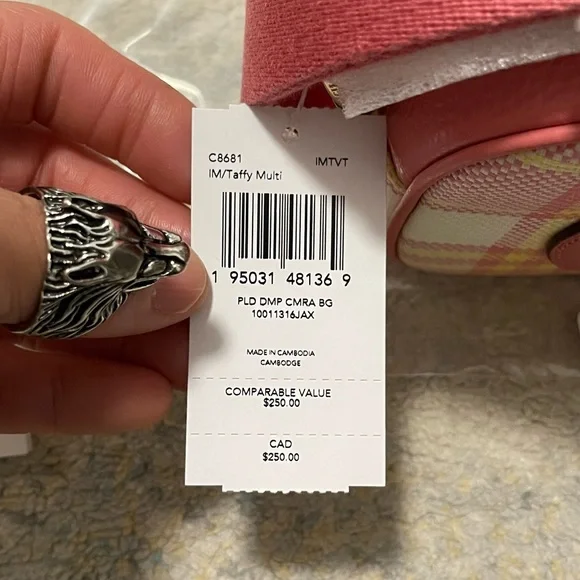 C8681 IMTVT
IM/Taffy Multi
1 95031 48136 9
PLD DMP CMRA BG
10011316JAX
MADE IN CAMBODIA
CAMBODGE
COMPARABLE VALUE
$250.00
CAD
$250.00